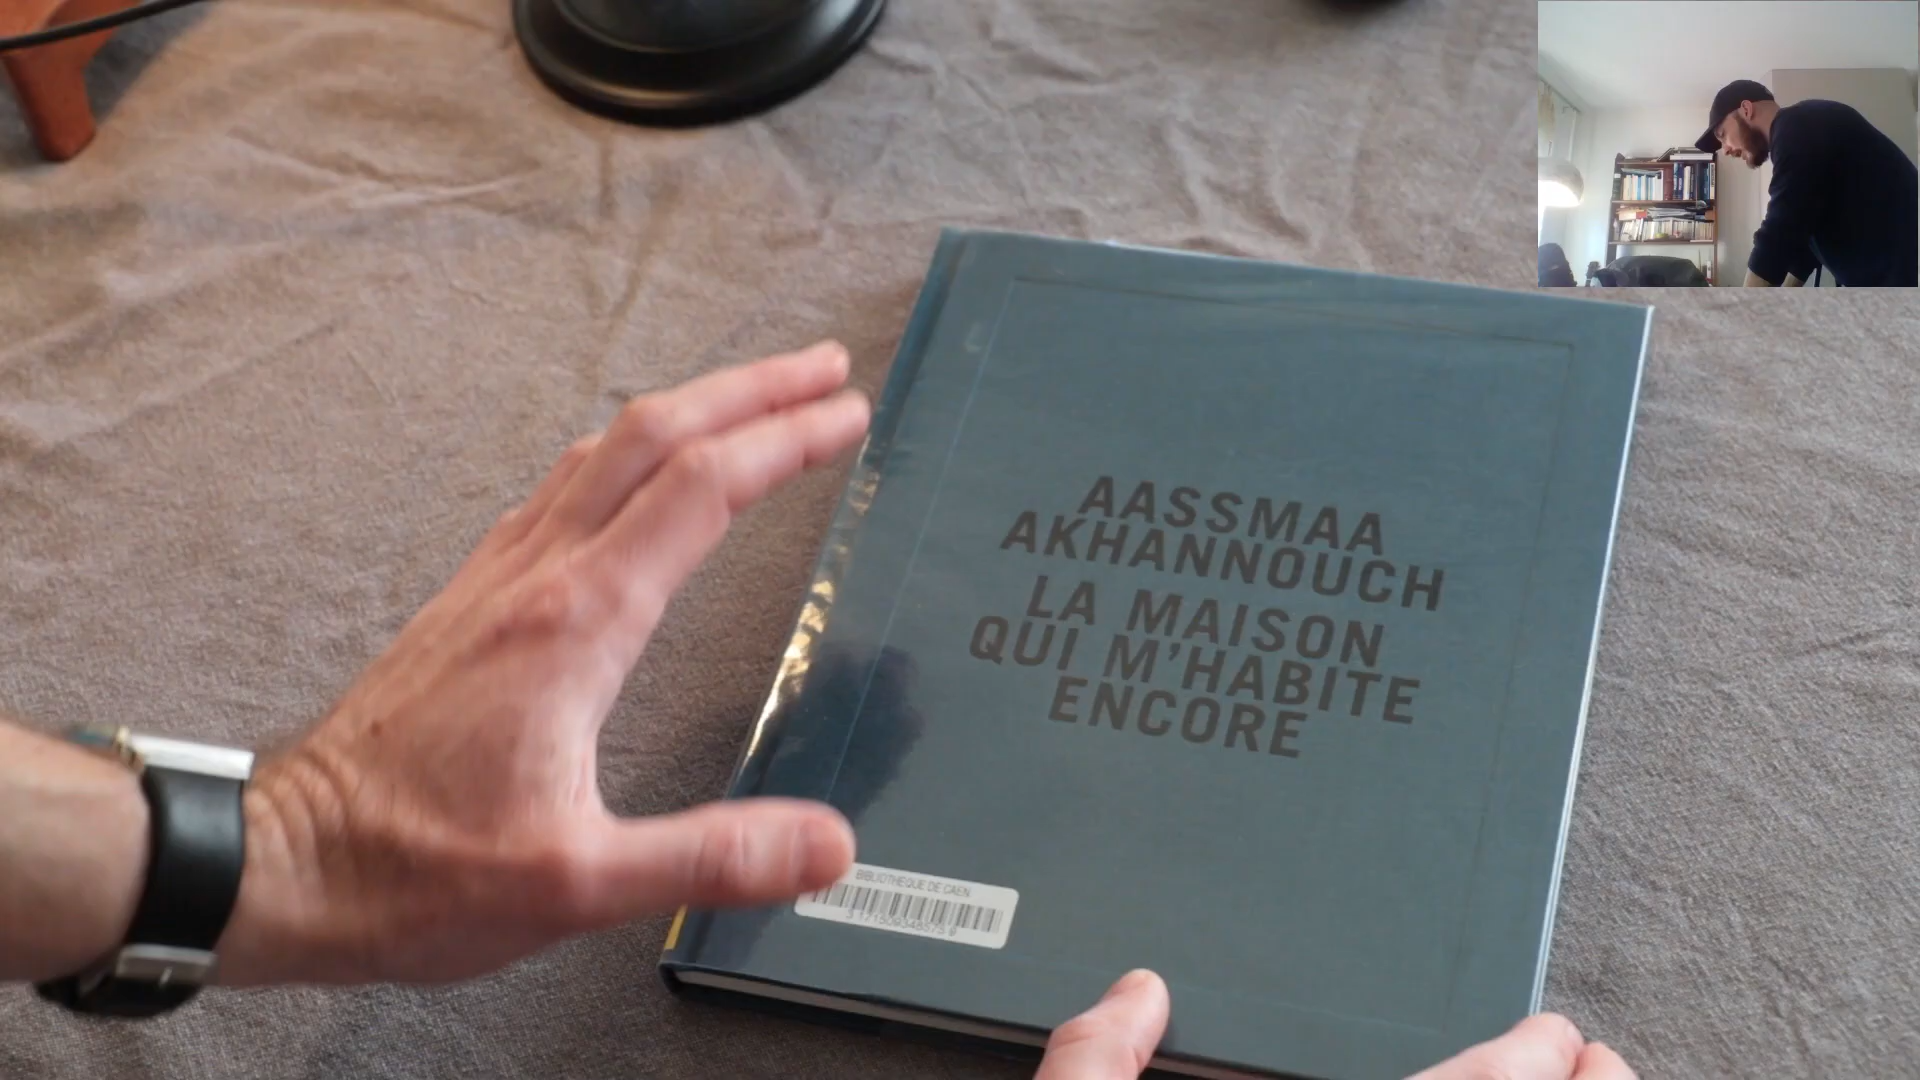 AASSMAA
AKHANNOUCH
LA MAISON
QUI M'HABITE
ENCORE
BIBLIOTHEQUE DE CAEN